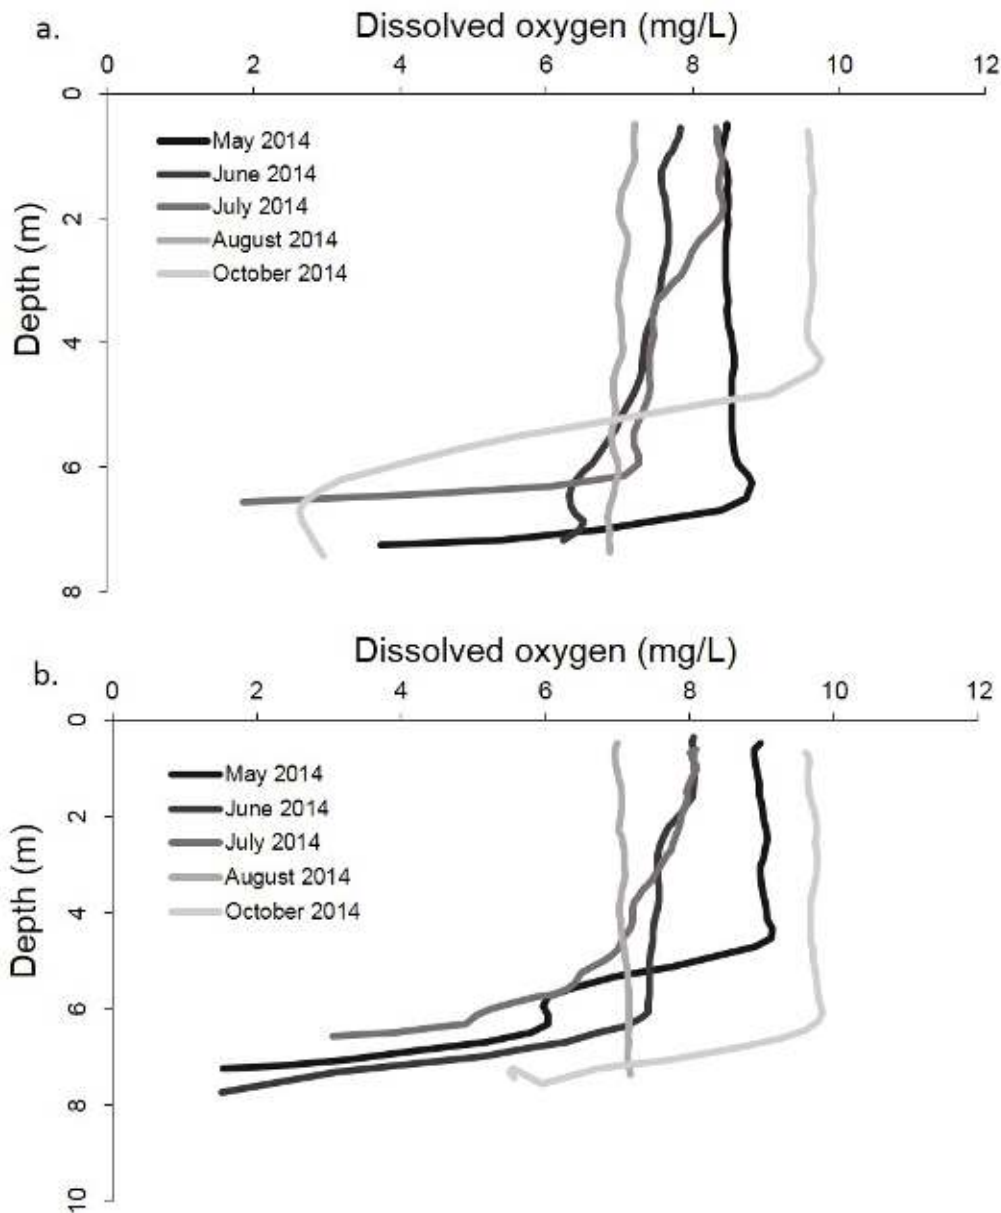 a.
Dissolved oxygen (mg/L)
0 2 4 6 8 10 12
0
May 2014
June 2014
July 2014
August 2014
October 2014
2
4
6
8
Depth (m)
b.
Dissolved oxygen (mg/L)
0 2 4 6 8 10 12
0
May 2014
June 2014
July 2014
August 2014
October 2014
2
4
6
8
10
Depth (m)